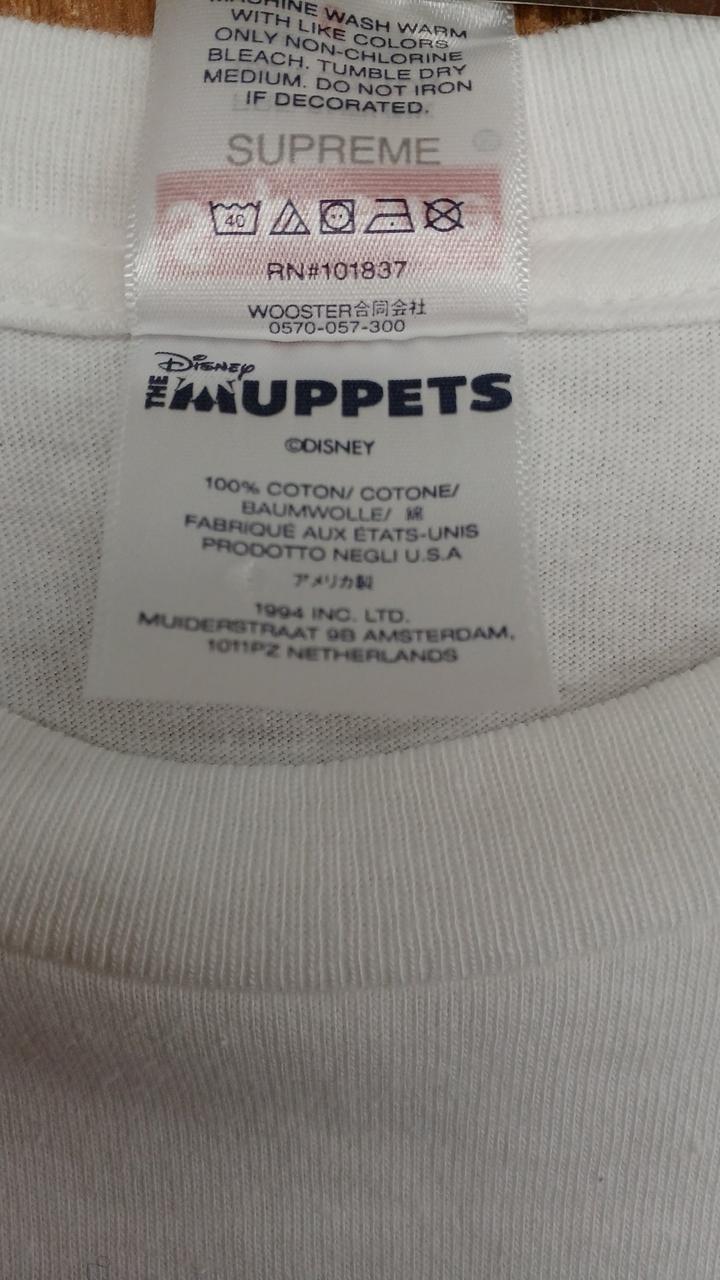 MACHINE WASH WARM
WITH LIKE COLORS
ONLY NON-CHLORINE
BLEACH. TUMBLE DRY
MEDIUM. DO NOT IRON
IF DECORATED.
SUPREME
40
RN#101837
WOOSTER合同会社
0570-057-300
Disney
THE MUPPETS
©DISNEY
100% COTON/ COTONE/
BAUMWOLLE/ 綿
FABRIQUÉ AUX ÉTATS-UNIS
PRODOTTO NEGLI U.S.A
アメリカ製
1994 INC. LTD.
MUIDERSTRAAT 9B AMSTERDAM,
1011PZ NETHERLANDS